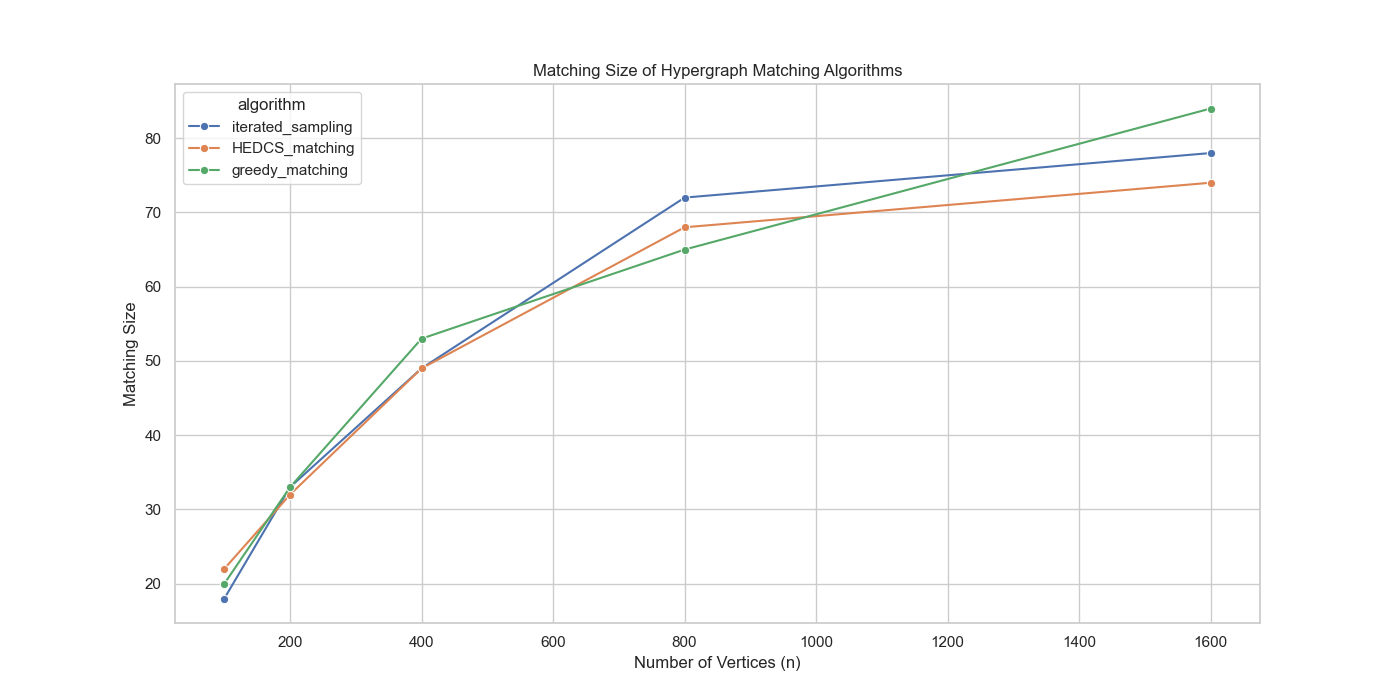 Matching Size of Hypergraph Matching Algorithms
algorithm
iterated_sampling
HEDCS_matching
greedy_matching
80
70
60
50
40
30
20
Matching Size
200 400 600 800 1000 1200 1400 1600
Number of Vertices (n)